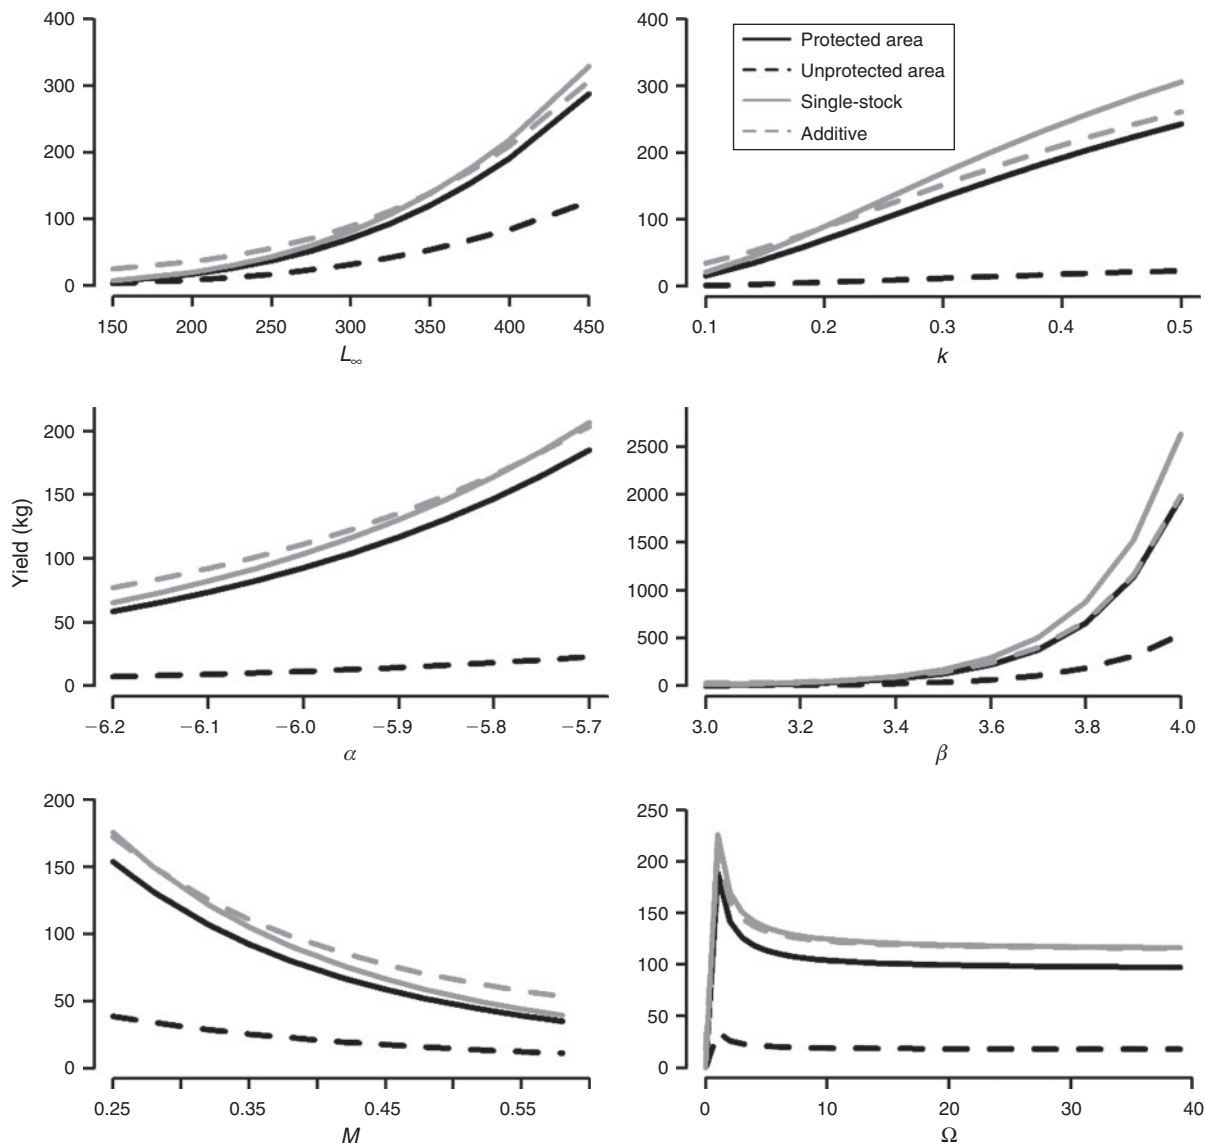 400
300
200
100
0
150 200 250 300 350 400 450
L∞
400
300
200
100
0
Protected area
Unprotected area
Single-stock
Additive
0.1 0.2 0.3 0.4 0.5
k
Yield (kg)
200
150
100
50
0
−6.2 −6.1 −6.0 −5.9 −5.8 −5.7
α
2500
2000
1500
1000
500
0
3.0 3.2 3.4 3.6 3.8 4.0
β
200
150
100
50
0
0.25 0.35 0.45 0.55
M
250
200
150
100
50
0
0 10 20 30 40
Ω